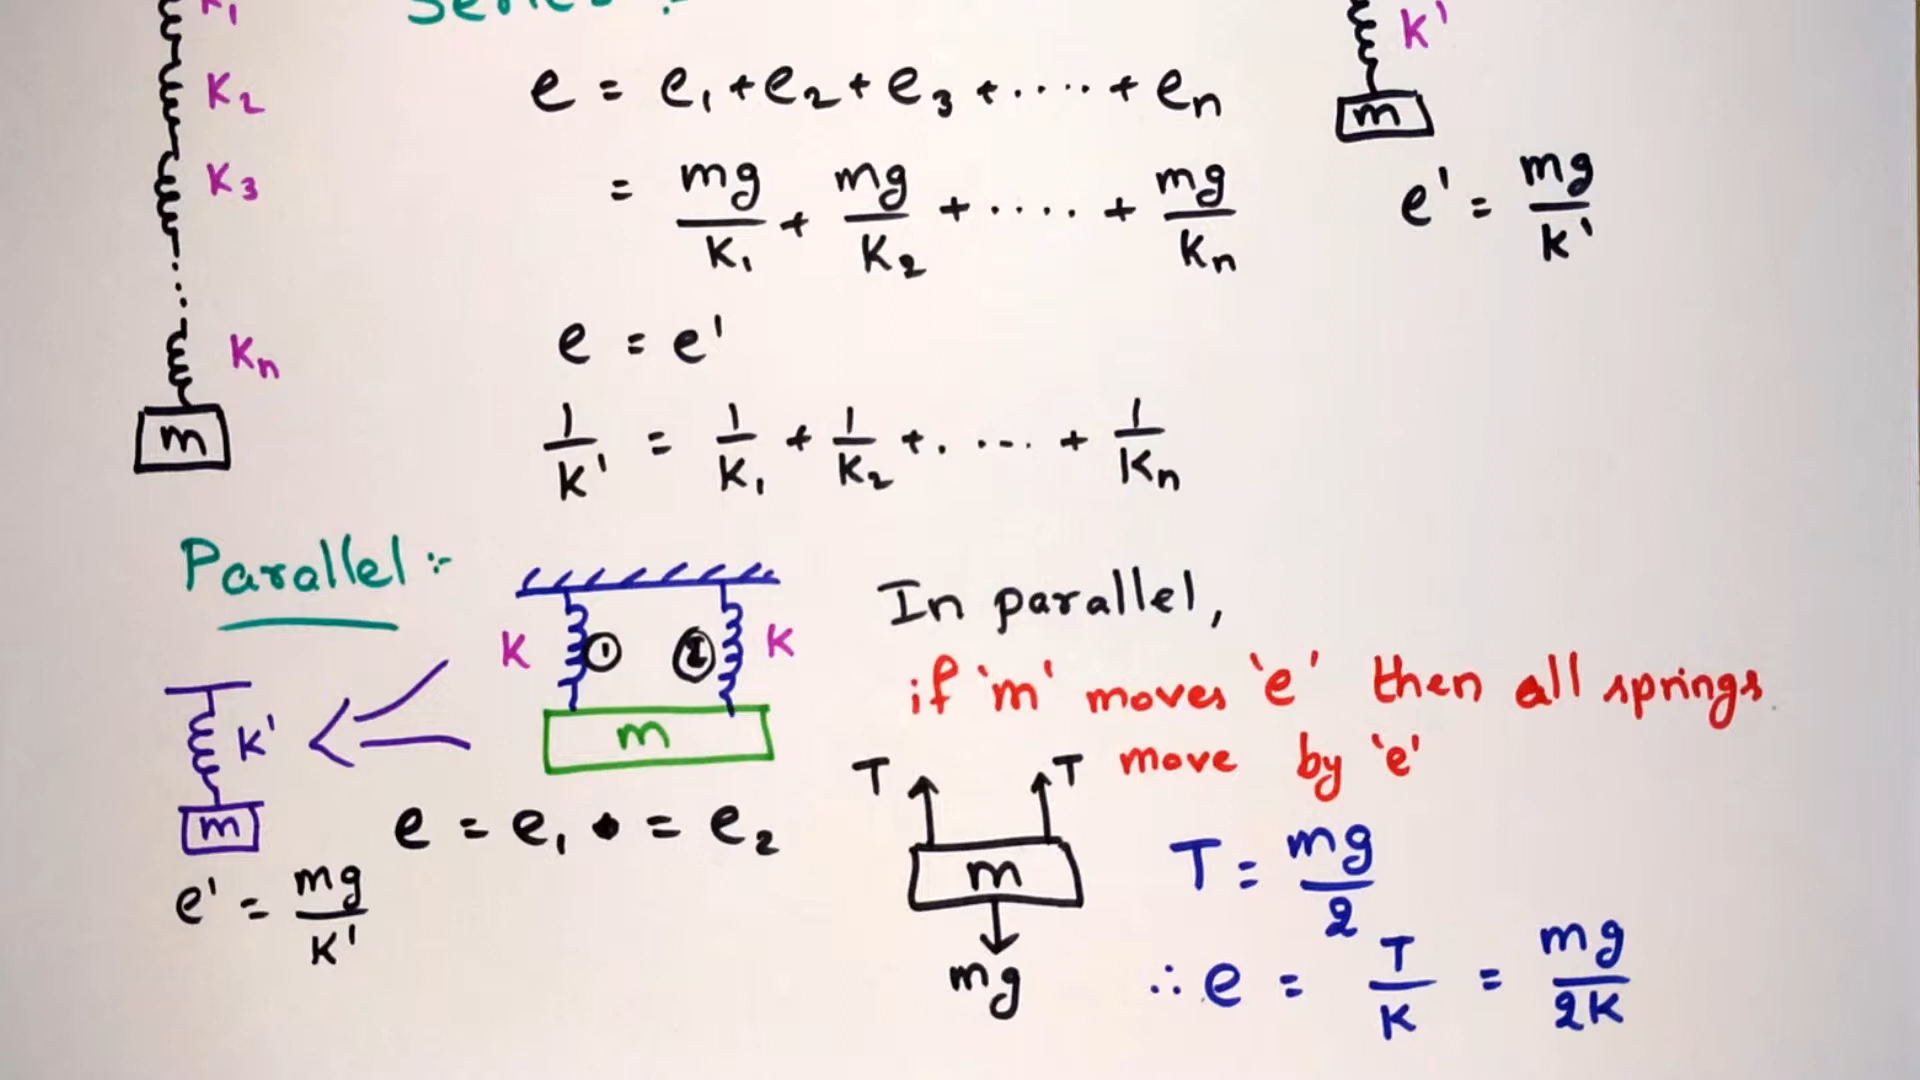 Series :-
K₁
K'
K₂
e = e₁ + e₂ + e₃ + .... + eₙ
m
K₃
= mg/K₁ + mg/K₂ + .... + mg/Kₙ
e' = mg/K'
e = e'
Kₙ
m
1/K' = 1/K₁ + 1/K₂ + ..... + 1/Kₙ
Parallel :-
In parallel,
K ① ② K
if 'm' moves 'e' then all springs
move by 'e'
K'
m
T T
m
e = e₁ = e₂
m
T = mg/2
e' = mg/K'
mg
∴ e = T/K = mg/2K